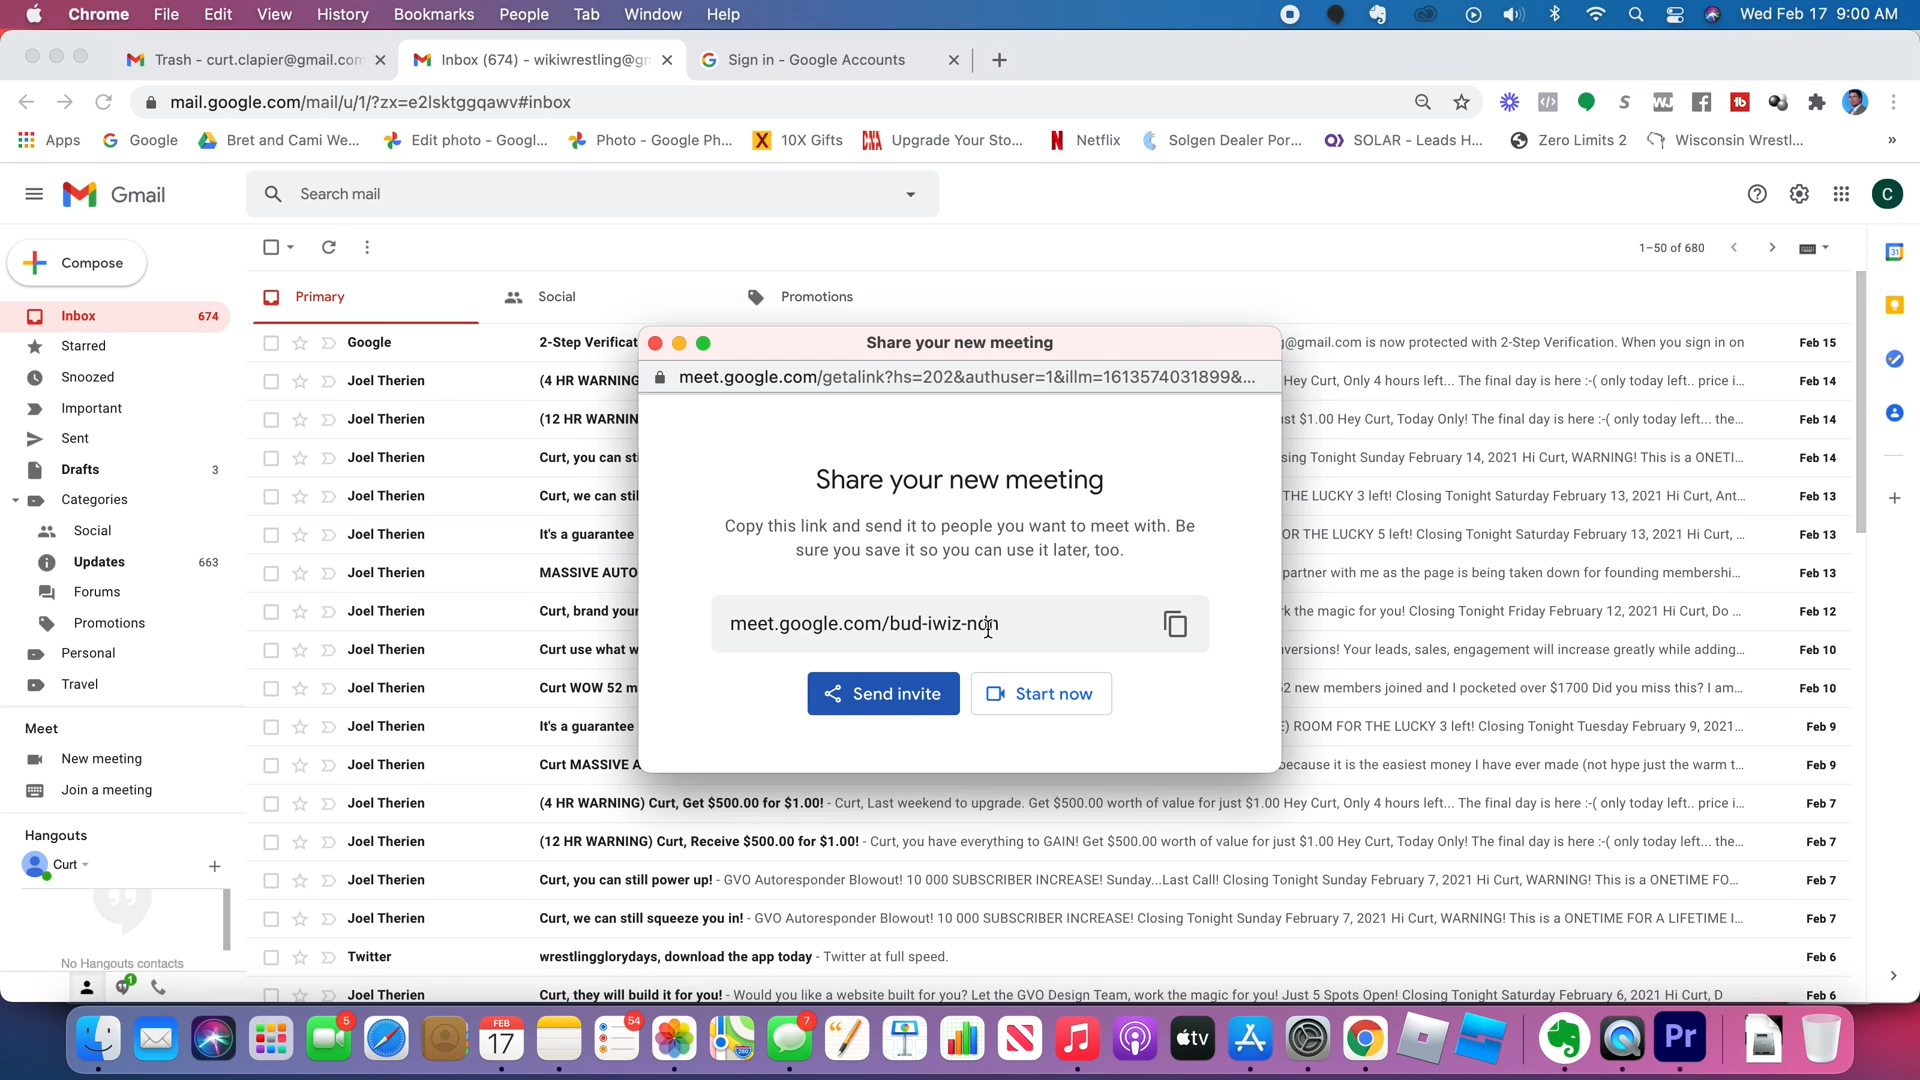 Chrome File Edit View History Bookmarks People Tab Window Help Wed Feb 17 9:00 AM
Trash - curt.clapier@gmail.com Inbox (674) - wikiwrestling@gm Sign in - Google Accounts
mail.google.com/mail/u/1/?zx=e2lsktggqawv#inbox
Apps Google Bret and Cami We... Edit photo - Googl... Photo - Google Ph... 10X Gifts Upgrade Your Sto... Netflix Solgen Dealer Por... SOLAR - Leads H... Zero Limits 2 Wisconsin Wrestl... »
Gmail Search mail C
1–50 of 680
Compose
Primary Social Promotions
Inbox 674
Starred
Snoozed
Important
Sent
Drafts 3
Categories
Social
Updates 663
Forums
Promotions
Personal
Travel
Meet
New meeting
Join a meeting
Hangouts
Curt
No Hangouts contacts
Google 2-Step Verificat @gmail.com is now protected with 2-Step Verification. When you sign in on Feb 15
Joel Therien (4 HR WARNING Hey Curt, Only 4 hours left... The final day is here :-( only today left.. price i... Feb 14
Joel Therien (12 HR WARNIN st $1.00 Hey Curt, Today Only! The final day is here :-( only today left... the... Feb 14
Joel Therien Curt, you can sti sing Tonight Sunday February 14, 2021 Hi Curt, WARNING! This is a ONETI... Feb 14
Joel Therien Curt, we can stil THE LUCKY 3 left! Closing Tonight Saturday February 13, 2021 Hi Curt, Ant... Feb 13
Joel Therien It's a guarantee OR THE LUCKY 5 left! Closing Tonight Saturday February 13, 2021 Hi Curt, ... Feb 13
Joel Therien MASSIVE AUTO partner with me as the page is being taken down for founding membershi... Feb 13
Joel Therien Curt, brand your k the magic for you! Closing Tonight Friday February 12, 2021 Hi Curt, Do ... Feb 12
Joel Therien Curt use what w versions! Your leads, sales, engagement will increase greatly while adding... Feb 10
Joel Therien Curt WOW 52 m 52 new members joined and I pocketed over $1700 Did you miss this? I am... Feb 10
Joel Therien It's a guarantee E) ROOM FOR THE LUCKY 3 left! Closing Tonight Tuesday February 9, 2021... Feb 9
Joel Therien Curt MASSIVE A because it is the easiest money I have ever made (not hype just the warm t... Feb 9
Joel Therien (4 HR WARNING) Curt, Get $500.00 for $1.00! - Curt, Last weekend to upgrade. Get $500.00 worth of value for just $1.00 Hey Curt, Only 4 hours left... The final day is here :-( only today left.. price i... Feb 7
Joel Therien (12 HR WARNING) Curt, Receive $500.00 for $1.00! - Curt, you have everything to GAIN! Get $500.00 worth of value for just $1.00 Hey Curt, Today Only! The final day is here :-( only today left... the... Feb 7
Joel Therien Curt, you can still power up! - GVO Autoresponder Blowout! 10 000 SUBSCRIBER INCREASE! Sunday...Last Call! Closing Tonight Sunday February 7, 2021 Hi Curt, WARNING! This is a ONETIME FO... Feb 7
Joel Therien Curt, we can still squeeze you in! - GVO Autoresponder Blowout! 10 000 SUBSCRIBER INCREASE! Closing Tonight Sunday February 7, 2021 Hi Curt, WARNING! This is a ONETIME FOR A LIFETIME I... Feb 7
Twitter wrestlingglorydays, download the app today - Twitter at full speed. Feb 6
Joel Therien Curt, they will build it for you! - Would you like a website built for you? Let the GVO Design Team, work the magic for you! Just 5 Spots Open! Closing Tonight Saturday February 6, 2021 Hi Curt, D Feb 6
Share your new meeting
meet.google.com/getalink?hs=202&authuser=1&illm=1613574031899&...
Share your new meeting
Copy this link and send it to people you want to meet with. Be
sure you save it so you can use it later, too.
meet.google.com/bud-iwiz-
Send invite Start now
5 FEB 17 54 7 tv Pr